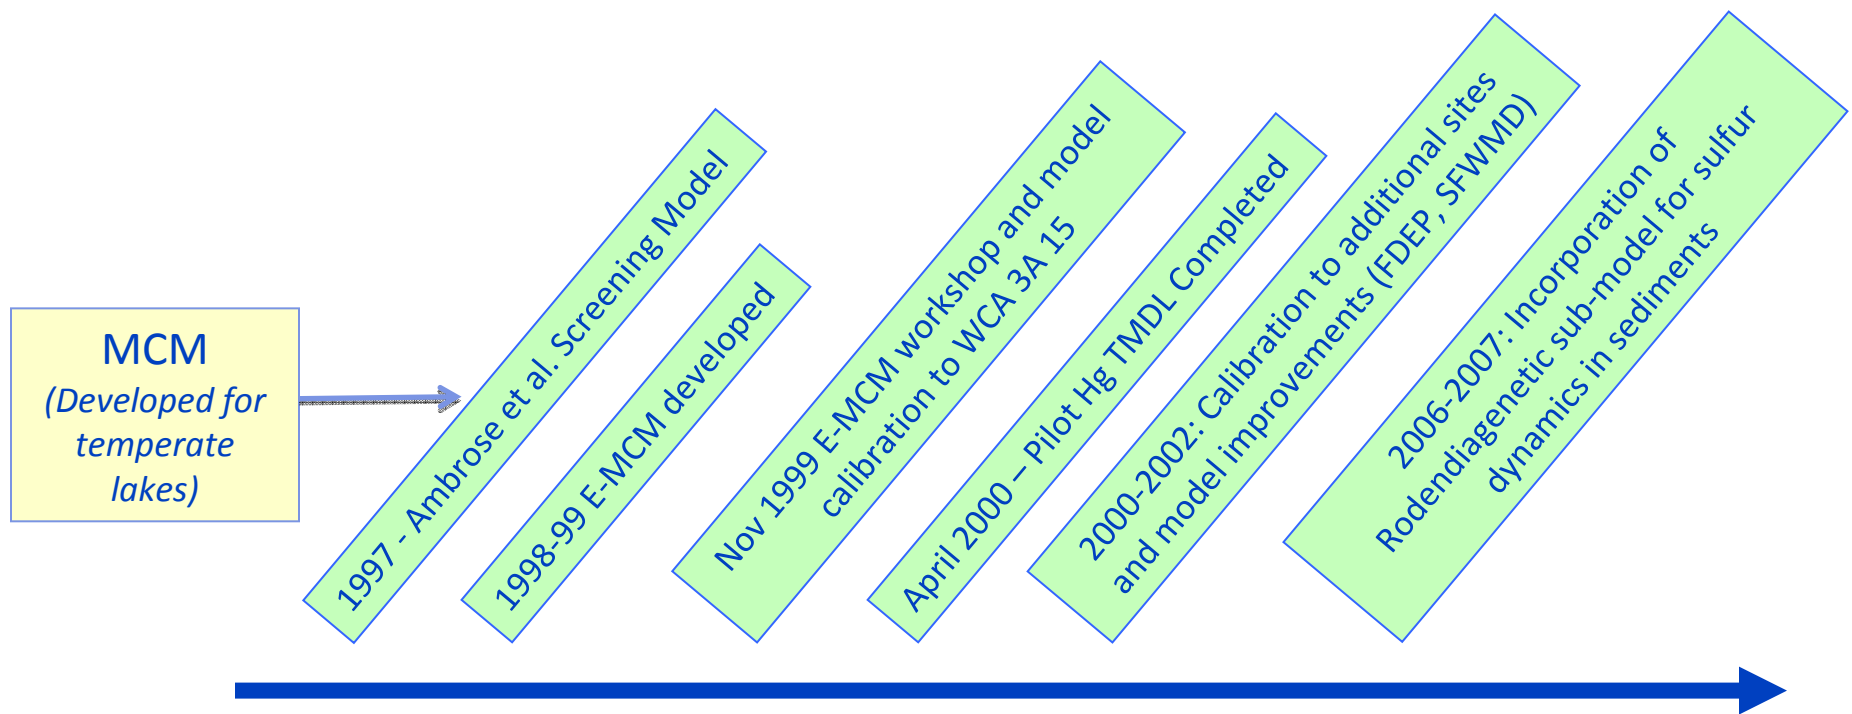 MCM
(Developed for
temperate
lakes)
1997 - Ambrose et al. Screening Model
1998-99 E-MCM developed
Nov 1999 E-MCM workshop and model
calibration to WCA 3A 15
April 2000 – Pilot Hg TMDL Completed
2000-2002: Calibration to additional sites
and model improvements (FDEP, SFWMD)
2006-2007: Incorporation of
Rodendiagenetic sub-model for sulfur
dynamics in sediments